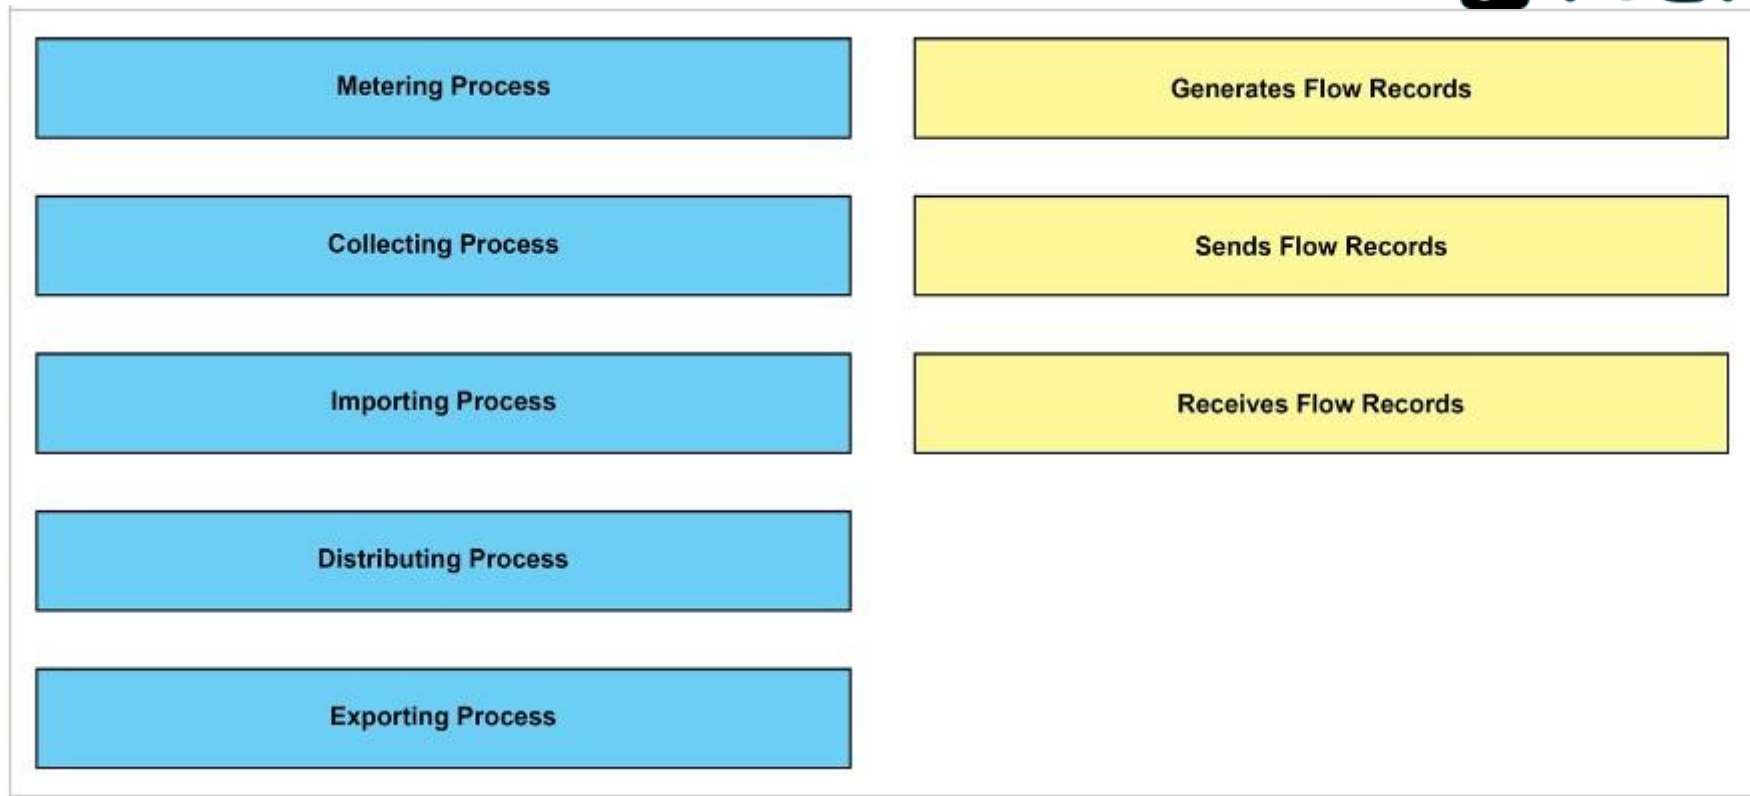 Metering Process
Generates Flow Records
Collecting Process
Sends Flow Records
Importing Process
Receives Flow Records
Distributing Process
Exporting Process